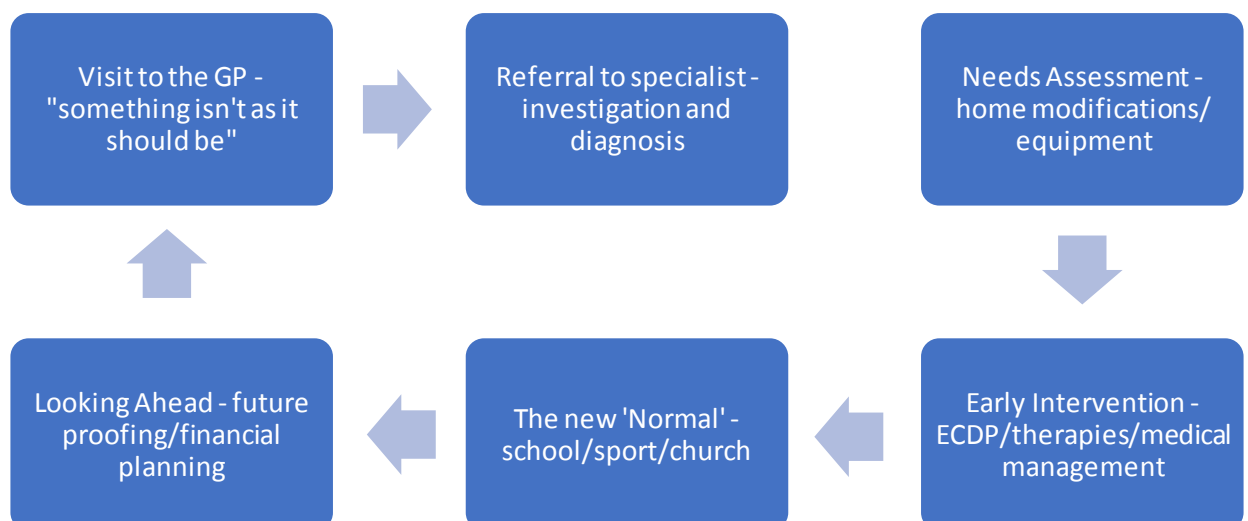 Visit to the GP -
"something isn't as it
should be"
Referral to specialist -
investigation and
diagnosis
Needs Assessment -
home modifications/
equipment
Looking Ahead - future
proofing/financial
planning
The new 'Normal' -
school/sport/church
Early Intervention -
ECDP/therapies/medical
management